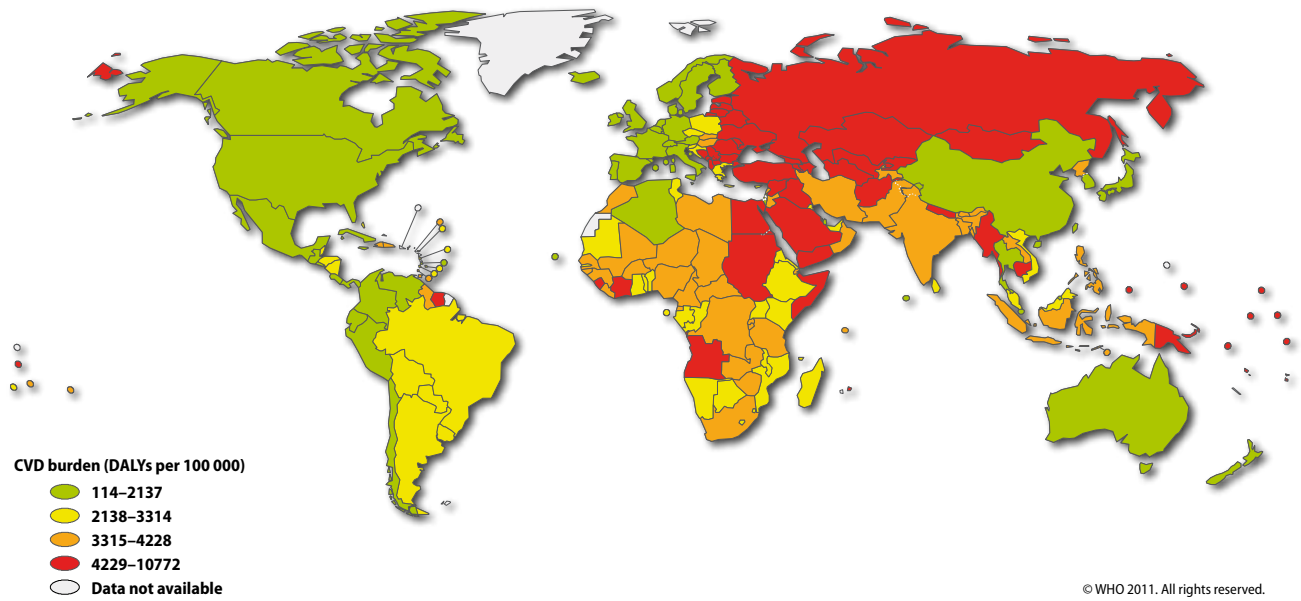 CVD burden (DALYs per 100 000)
114–2137
2138–3314
3315–4228
4229–10772
Data not available
© WHO 2011. All rights reserved.